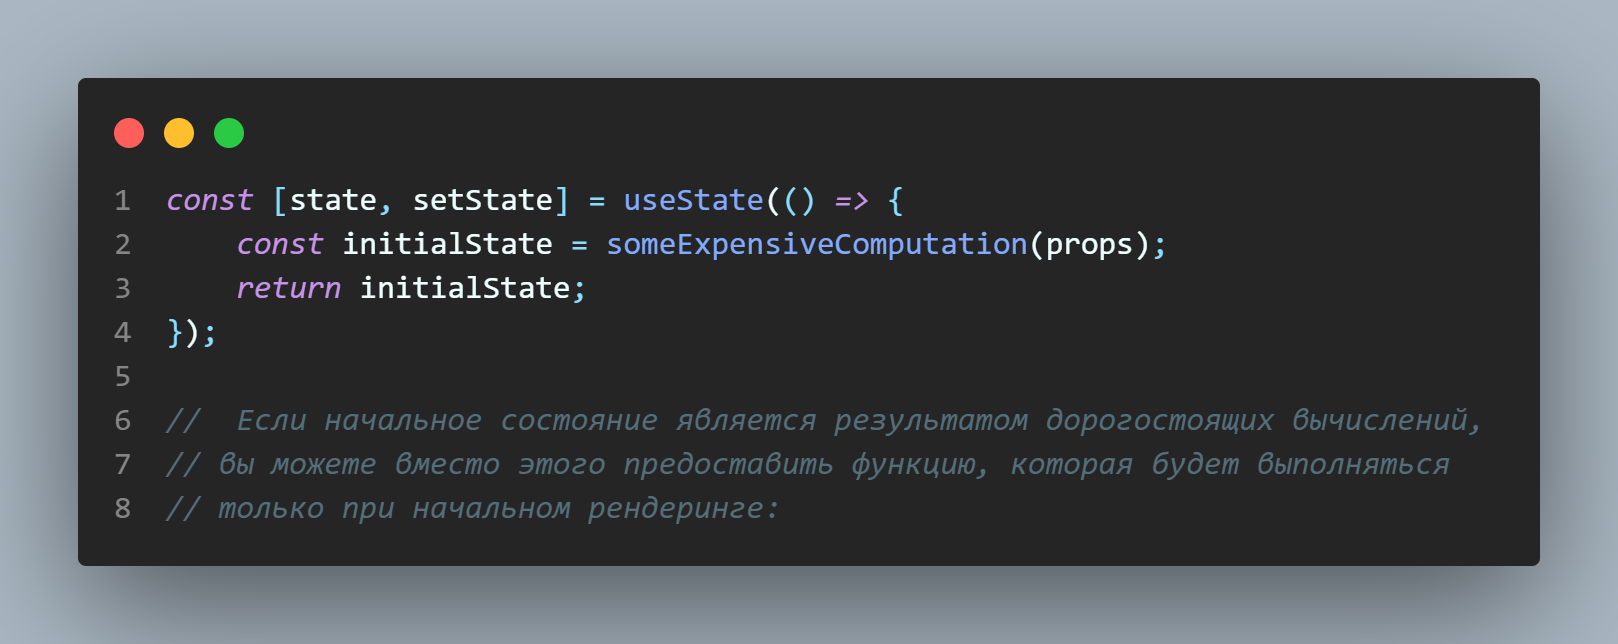 1 const [state, setState] = useState(() => {
2     const initialState = someExpensiveComputation(props);
3     return initialState;
4 });
5
6 //  Если начальное состояние является результатом дорогостоящих вычислений,
7 // вы можете вместо этого предоставить функцию, которая будет выполняться
8 // только при начальном рендеринге: